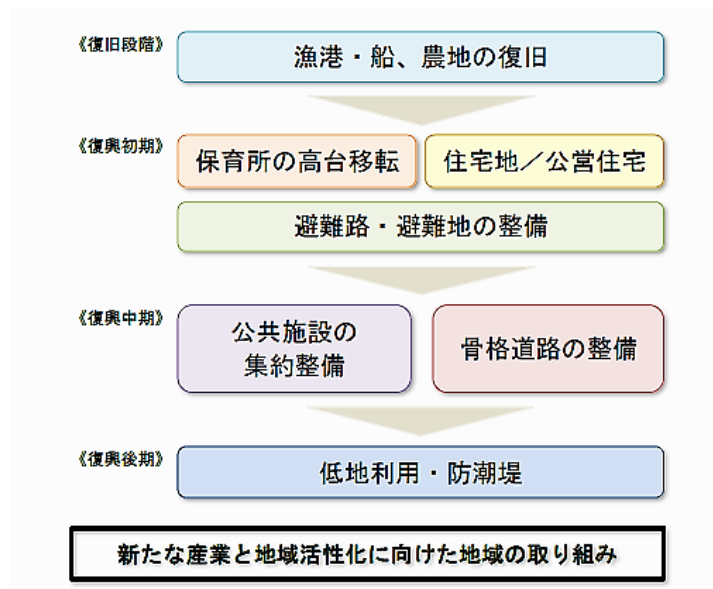 《復旧段階》
漁港・船、農地の復旧
《復興初期》
保育所の高台移転
住宅地／公営住宅
避難路・避難地の整備
《復興中期》
公共施設の
集約整備
骨格道路の整備
《復興後期》
低地利用・防潮堤
新たな産業と地域活性化に向けた地域の取り組み